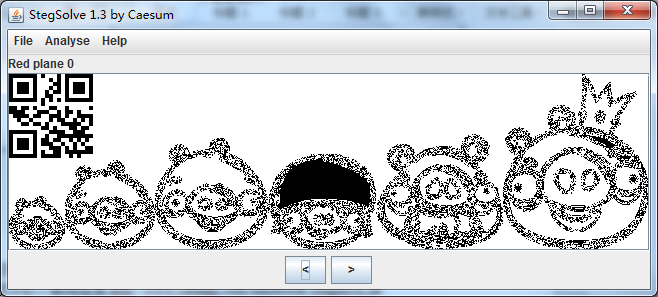 StegSolve 1.3 by Caesum
File Analyse Help
Red plane 0
< >